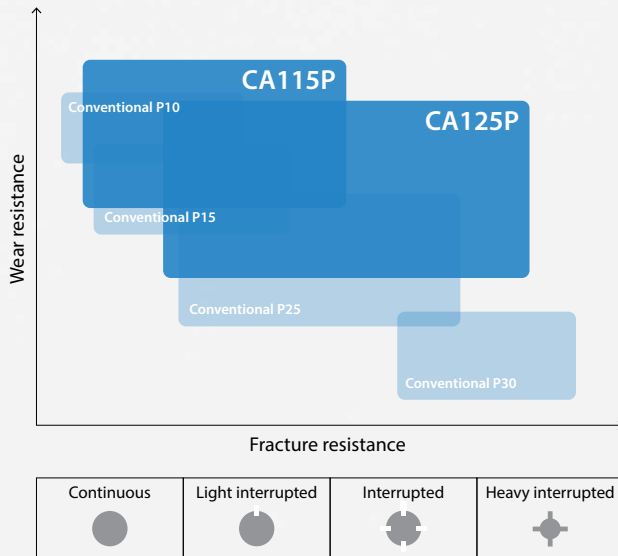 CA115P
Conventional P10
CA125P
Wear resistance
Conventional P15
Conventional P25
Conventional P30
Fracture resistance
Continuous
Light interrupted
Interrupted
Heavy interrupted